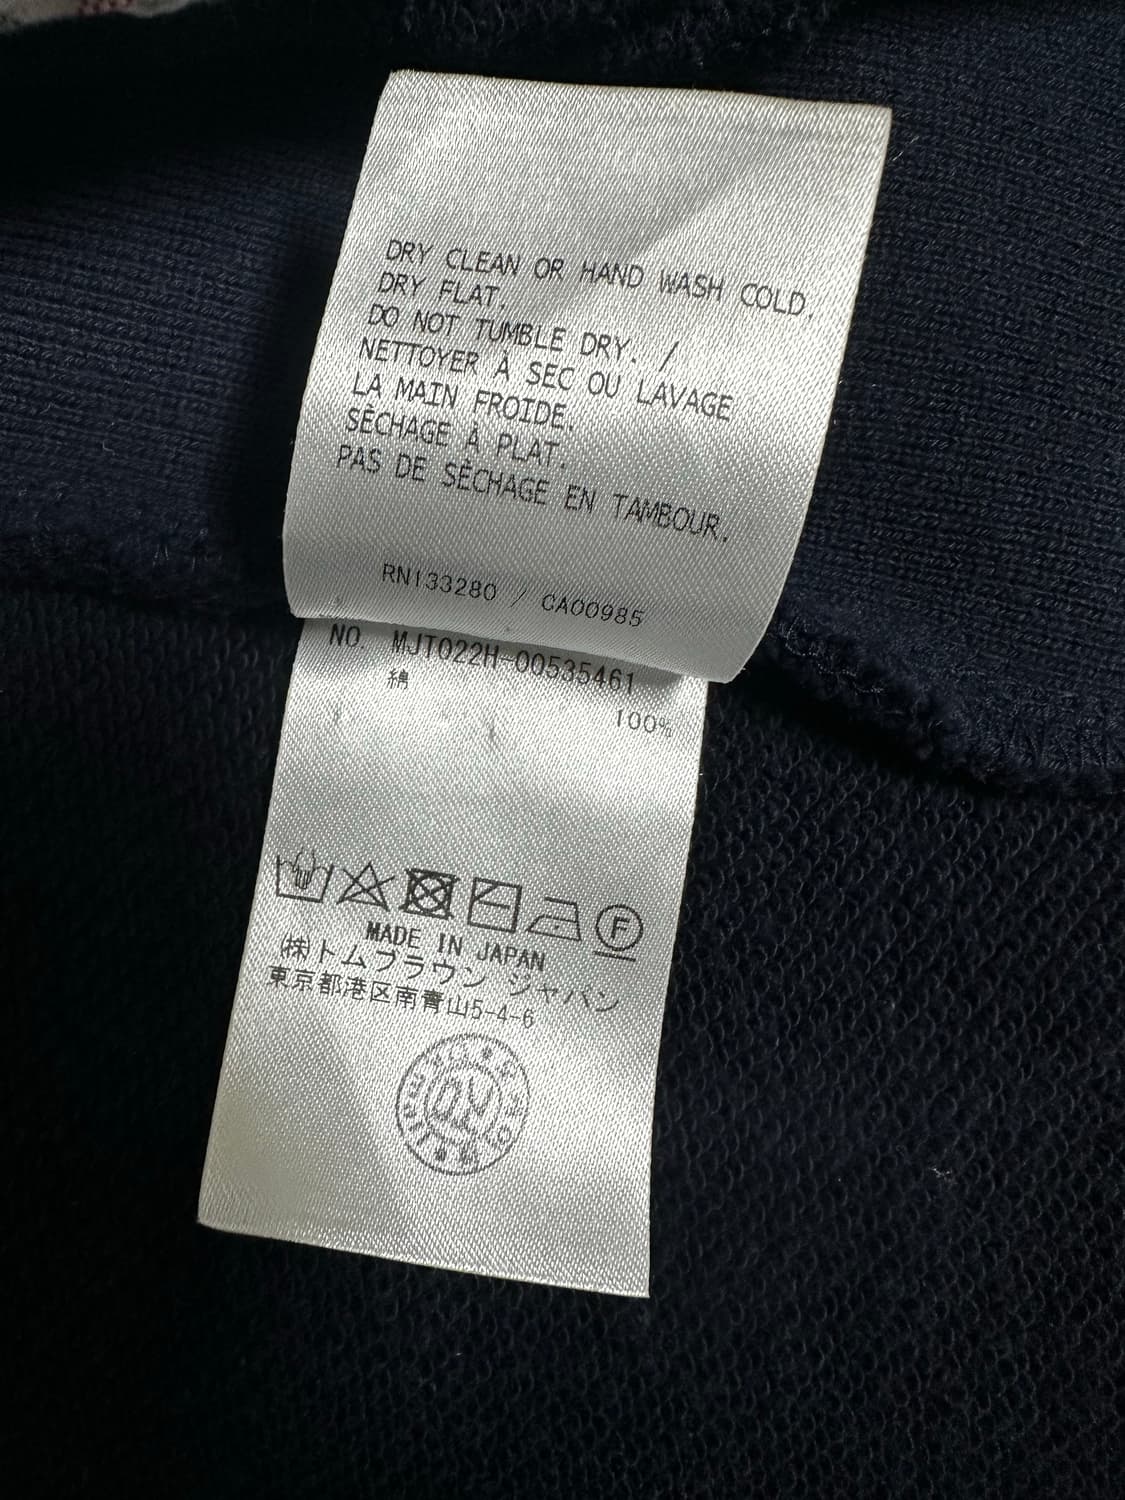 DRY CLEAN OR HAND WASH COLD.
DRY FLAT.
DO NOT TUMBLE DRY. /
NETTOYER À SEC OU LAVAGE
LA MAIN FROIDE.
SÉCHAGE À PLAT.
PAS DE SÉCHAGE EN TAMBOUR.
RN133280 / CA00985
NO. MJT022H-00535461
綿
100%
F
MADE IN JAPAN
(株)トムブラウン ジャパン
東京都港区南青山5-4-6